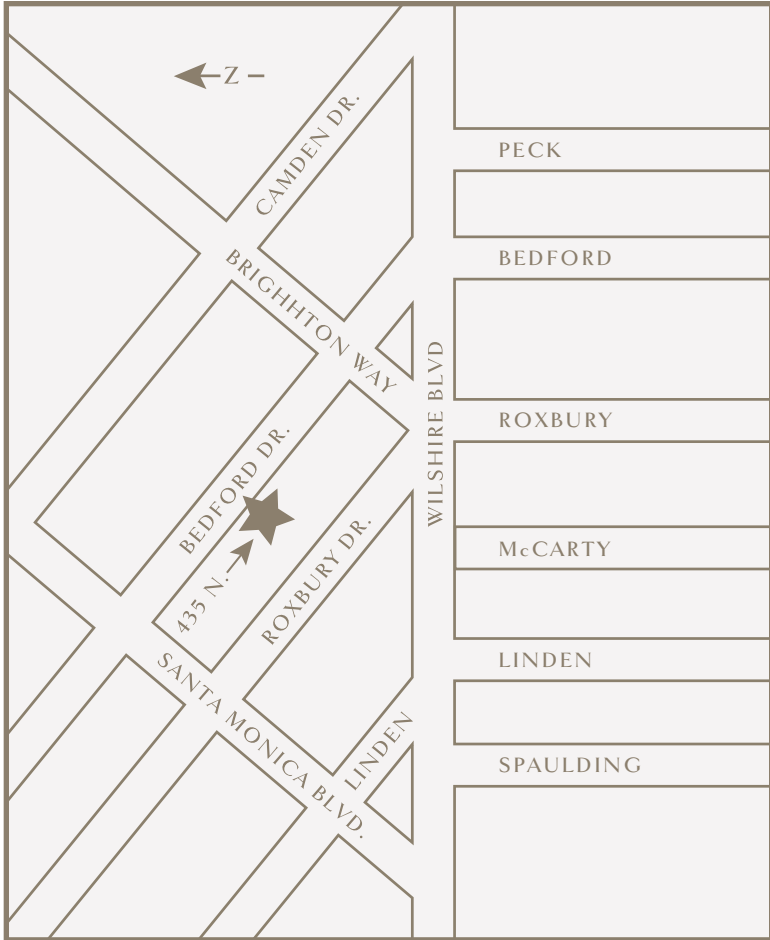 Z
CAMDEN DR.
PECK
BRIGHHTON WAY
BEDFORD
WILSHIRE BLVD
ROXBURY
BEDFORD DR.
435 N.
ROXBURY DR.
McCARTY
SANTA MONICA BLVD.
LINDEN
LINDEN
SPAULDING